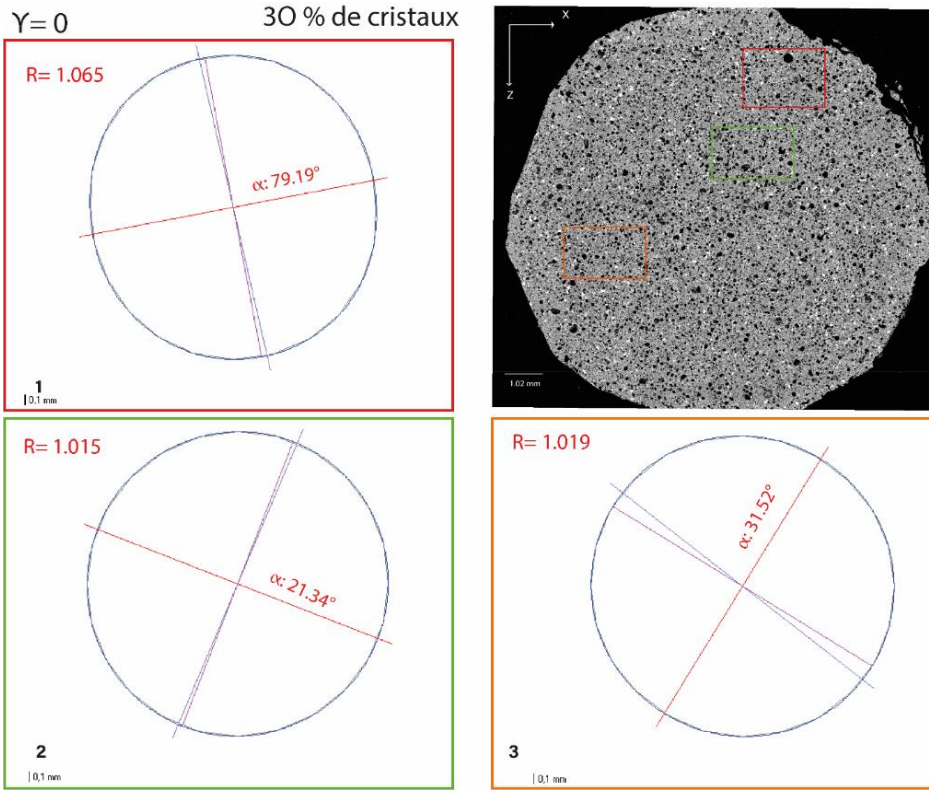 ϒ= 0
3O % de cristaux
R= 1.065
α: 79.19°
1
0,1 mm
X
Z
1.02 mm
R= 1.015
α: 21.34°
2
0,1 mm
R= 1.019
α: 31.52°
3
0,1 mm